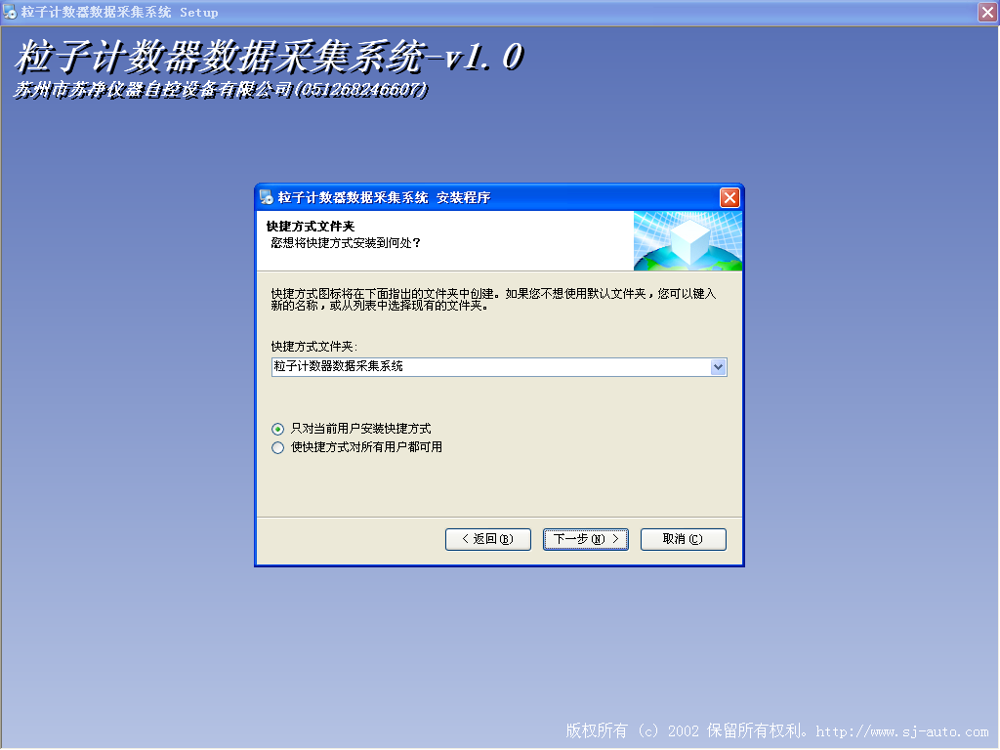 粒子计数器数据采集系统 Setup
粒子计数器数据采集系统-v1.0
苏州市苏净仪器自控设备有限公司(051268246607)
粒子计数器数据采集系统 安装程序
快捷方式文件夹
您想将快捷方式安装到何处?
快捷方式图标将在下面指出的文件夹中创建。如果您不想使用默认文件夹，您可以键入
新的名称，或从列表中选择现有的文件夹。
快捷方式文件夹:
粒子计数器数据采集系统
只对当前用户安装快捷方式
使快捷方式对所有用户都可用
< 返回(B)
下一步(N) >
取消(C)
版权所有 (c) 2002 保留所有权利。http://www.sj-auto.com